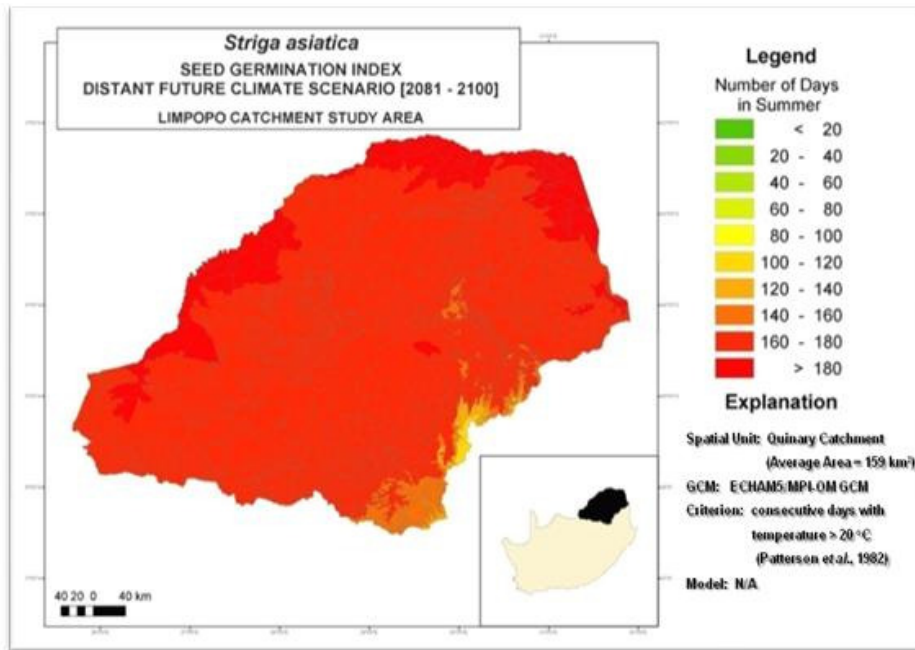 Striga asiatica
SEED GERMINATION INDEX
DISTANT FUTURE CLIMATE SCENARIO [2081 - 2100]
LIMPOPO CATCHMENT STUDY AREA
Legend
Number of Days
in Summer
< 20
20 - 40
40 - 60
60 - 80
80 - 100
100 - 120
120 - 140
140 - 160
160 - 180
> 180
Explanation
Spatial Unit: Quinary Catchment
(Average Area = 159 km²)
GCM: ECHAM5/MPI-OM GCM
Criterion: consecutive days with
temperature > 20 °C
(Patterson et al., 1982)
Model: N/A
40 20 0 40 km